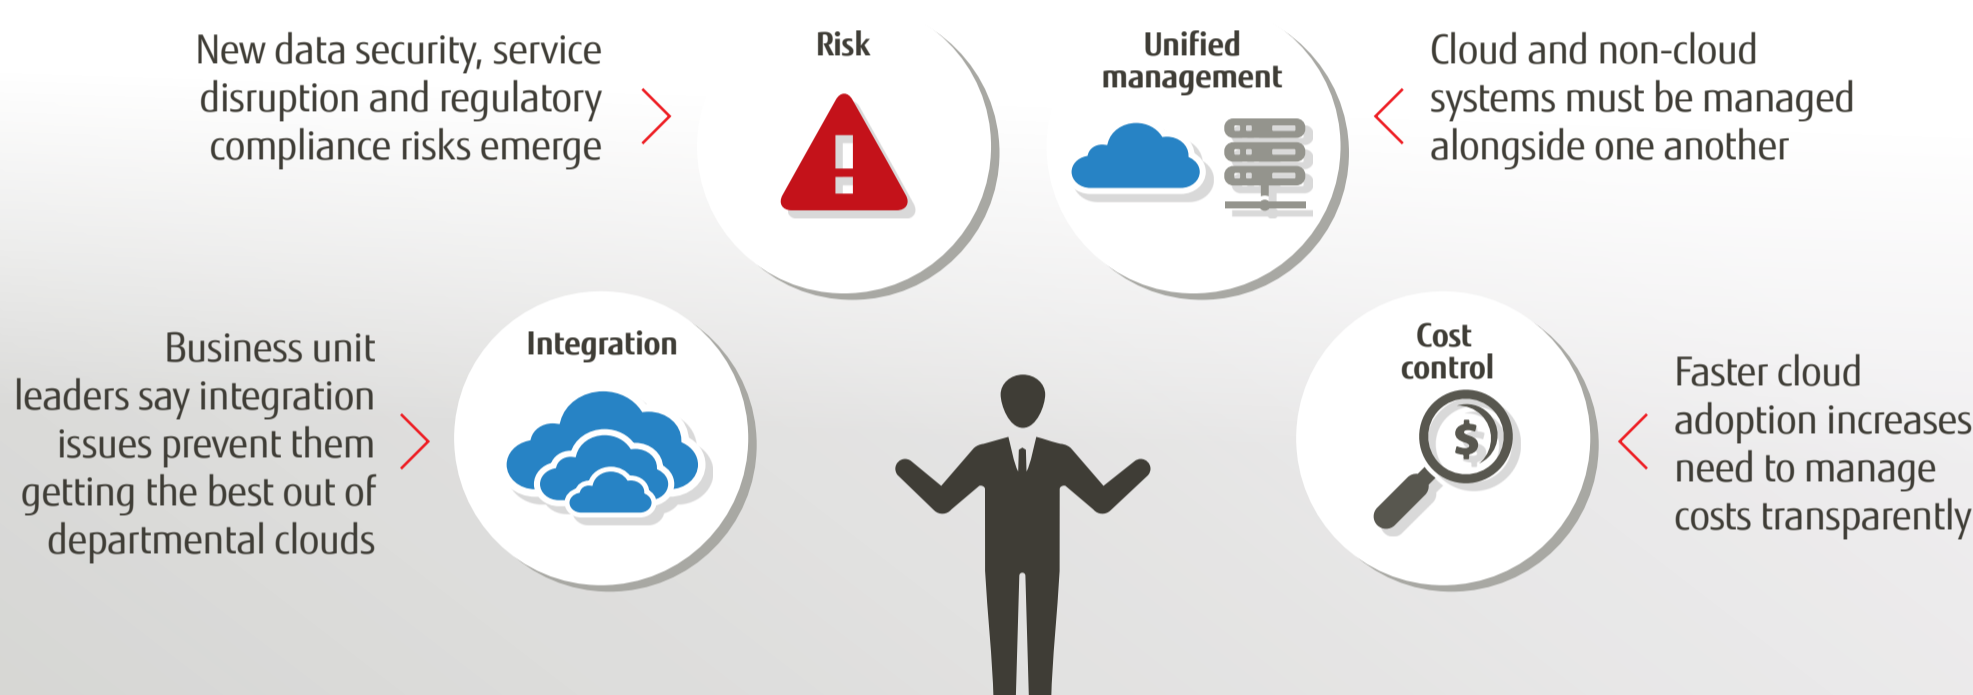 New data security, service
disruption and regulatory
compliance risks emerge
Risk
Unified
management
Cloud and non-cloud
systems must be managed
alongside one another
Business unit
leaders say integration
issues prevent them
getting the best out of
departmental clouds
Integration
Cost
control
$
Faster cloud
adoption increases
need to manage
costs transparently